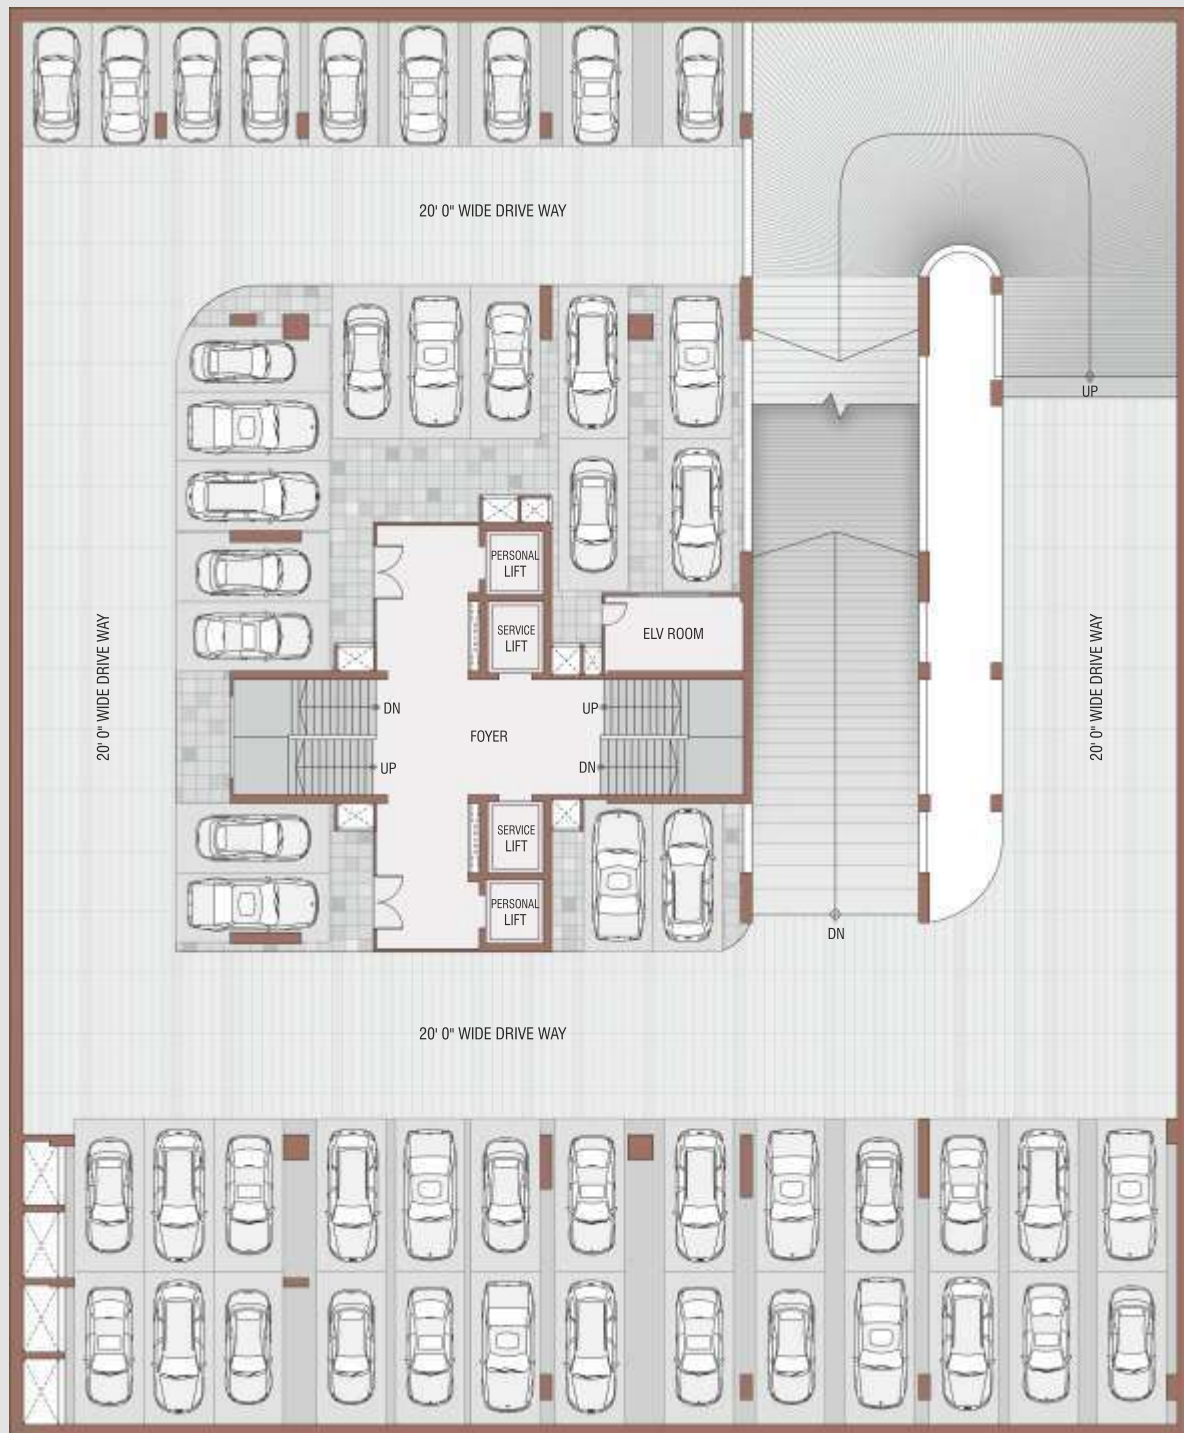 20' 0" WIDE DRIVE WAY
UP
PERSONAL
LIFT
SERVICE
LIFT
ELV ROOM
20' 0" WIDE DRIVE WAY
20' 0" WIDE DRIVE WAY
DN
UP
FOYER
UP
DN
SERVICE
LIFT
PERSONAL
LIFT
DN
20' 0" WIDE DRIVE WAY